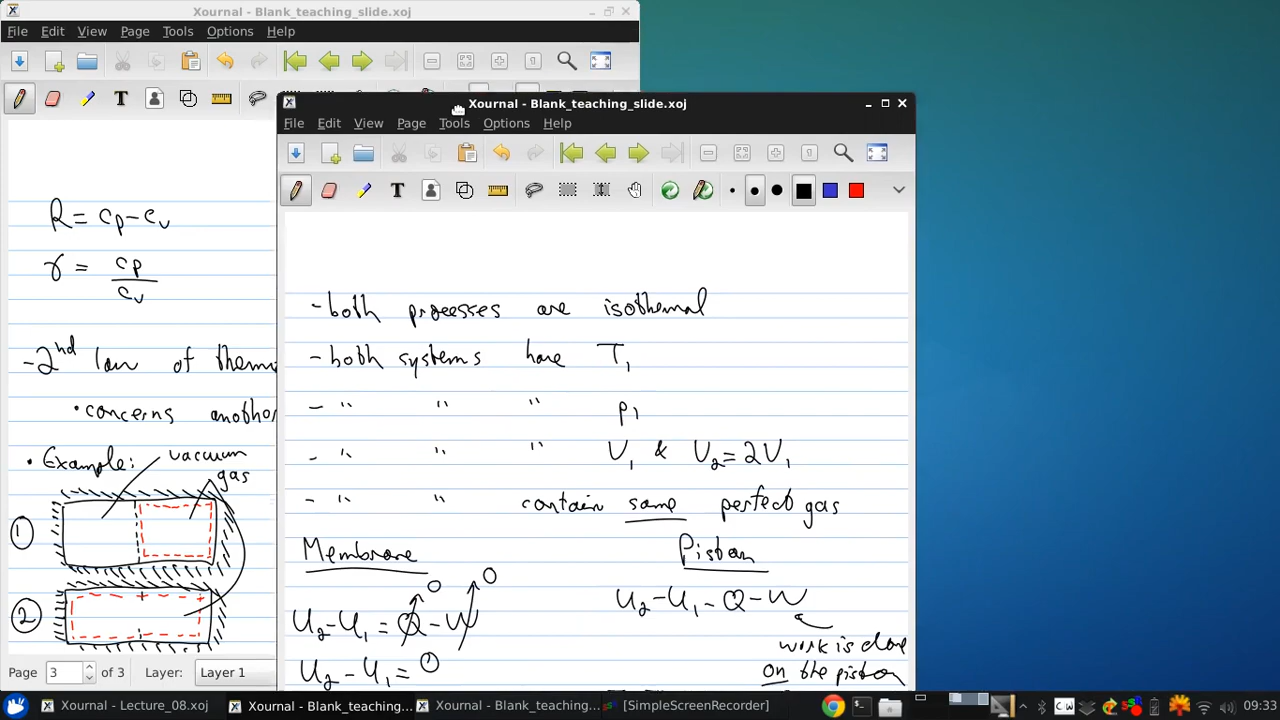 Xournal - Blank_teaching_slide.xoj
File Edit View Page Tools Options Help
R = cp - cv
γ = cp / cv
- 2nd law of therm
• concerns anothe
• Example: vacuum
gas
1
2
Page 3 of 3 Layer: Layer 1
Xournal - Blank_teaching_slide.xoj
File Edit View Page Tools Options Help
- both processes are isothermal
- both systems have T1
- " " " p1
- " " " V1 & V2 = 2V1
- " " contain same perfect gas
Membrane Piston
0 0
U2 - U1 = Q - W U2 - U1 = Q - W
work is done
U2 - U1 = 0 on the piston
Xournal - Lecture_08.xoj Xournal - Blank_teaching... Xournal - Blank_teaching... [SimpleScreenRecorder] 09:33